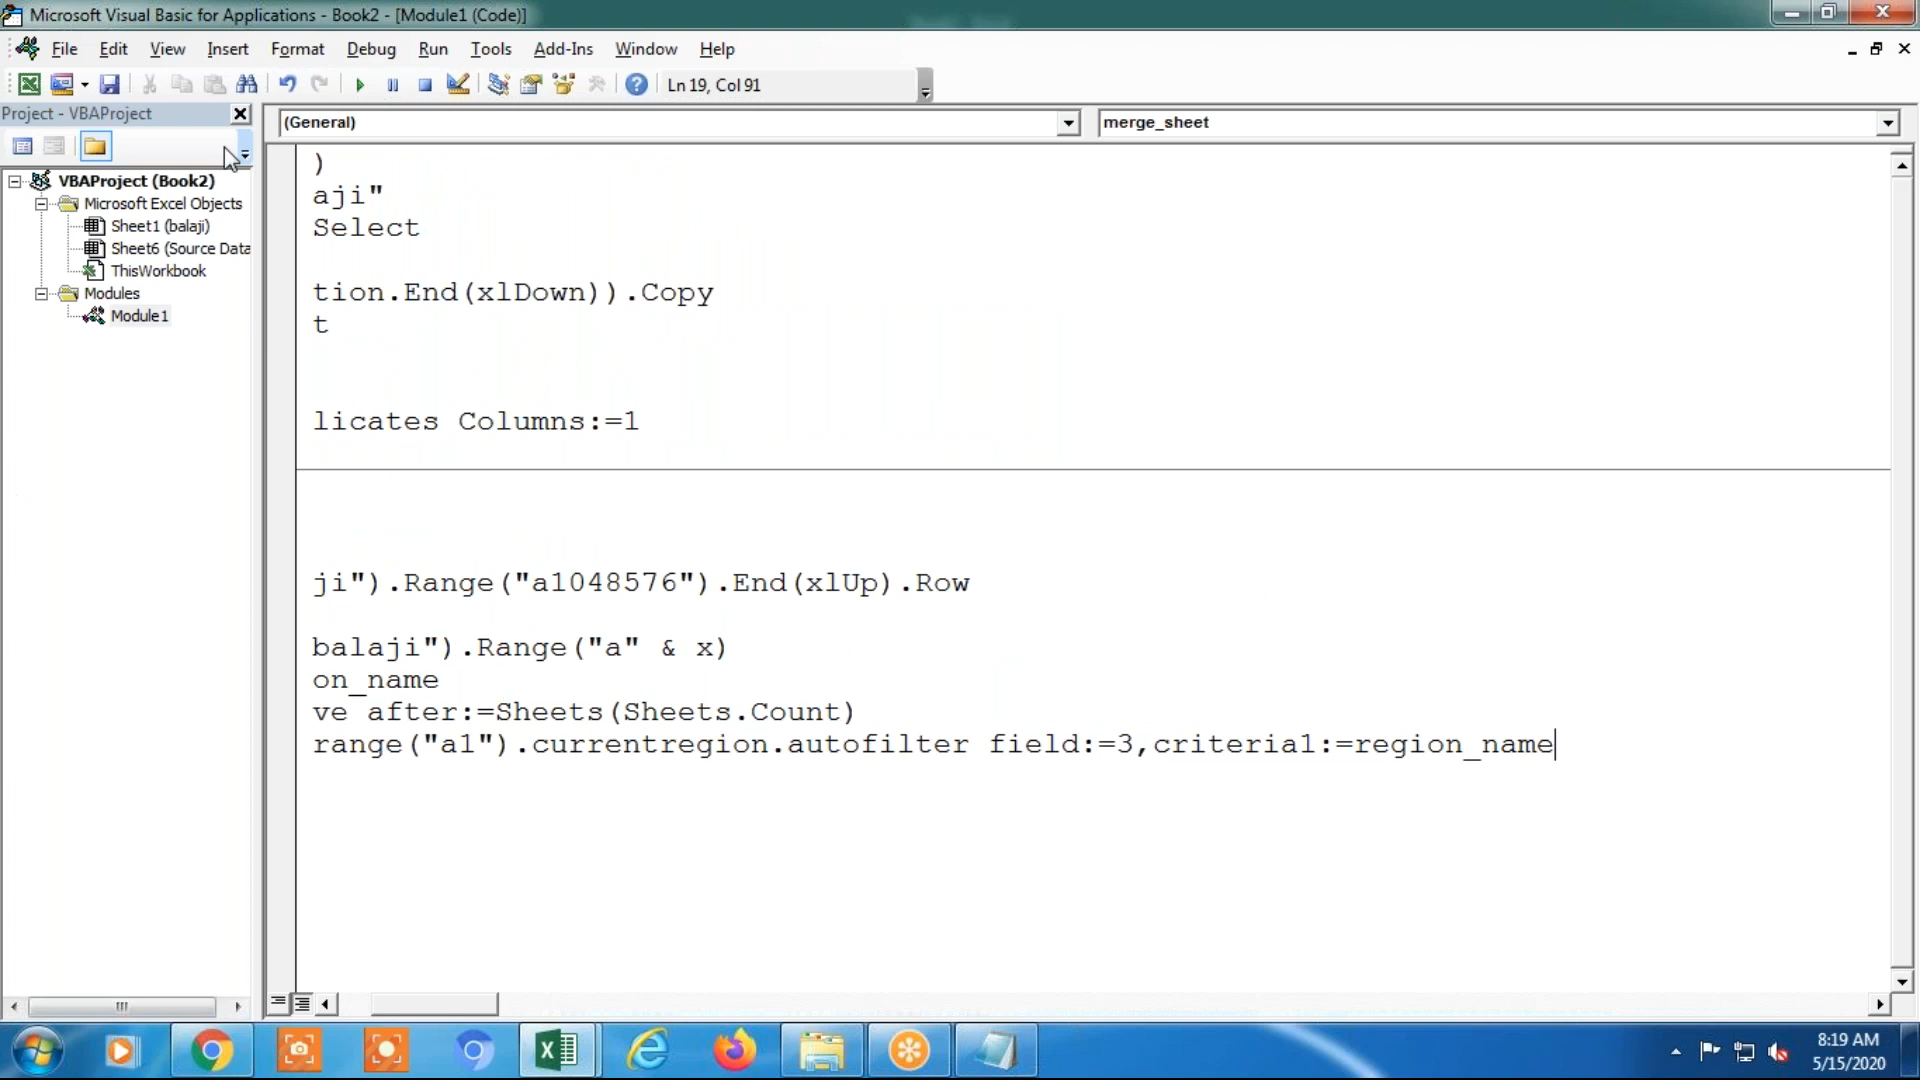 Microsoft Visual Basic for Applications - Book2 - [Module1 (Code)]
File Edit View Insert Format Debug Run Tools Add-Ins Window Help
Ln 19, Col 91
Project - VBAProject
(General)
merge_sheet
VBAProject (Book2)
Microsoft Excel Objects
Sheet1 (balaji)
Sheet6 (Source Data
ThisWorkbook
Modules
Module1
)
aji"
Select
tion.End(xlDown)).Copy
t
licates Columns:=1
ji").Range("a1048576").End(xlUp).Row
balaji").Range("a" & x)
on_name
ve after:=Sheets(Sheets.Count)
range("a1").currentregion.autofilter field:=3,criteria1:=region_name
8:19 AM
5/15/2020